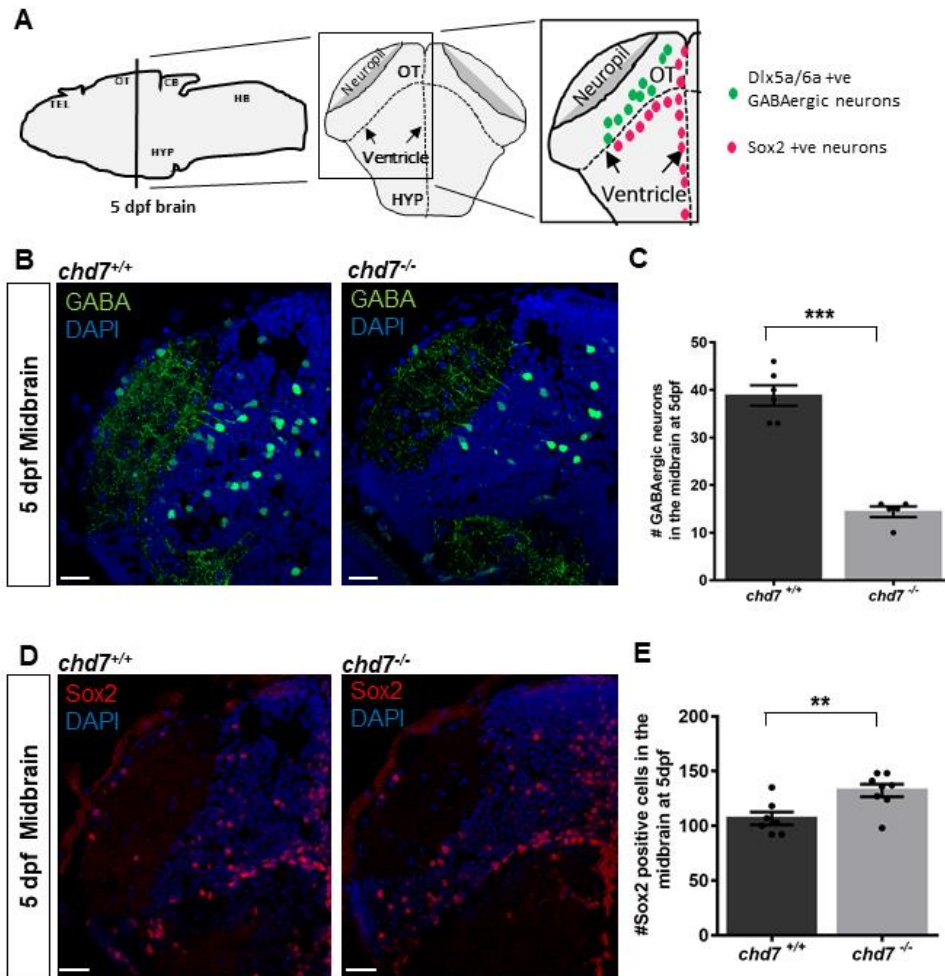 A
TEL
OT
CB
HB
HYP
5 dpf brain
Neuropil
OT
Ventricle
HYP
Neuropil
OT
Ventricle
Dlx5a/6a +ve
GABAergic neurons
Sox2 +ve neurons
B
5 dpf Midbrain
chd7+/+
GABA
DAPI
chd7-/-
GABA
DAPI
C
***
# GABAergic neurons
in the midbrain at 5dpf
50
40
30
20
10
0
chd7 +/+
chd7 -/-
D
5 dpf Midbrain
chd7+/+
Sox2
DAPI
chd7-/-
Sox2
DAPI
E
**
#Sox2 positive cells in the
midbrain at 5dpf
200
150
100
50
0
chd7 +/+
chd7 -/-